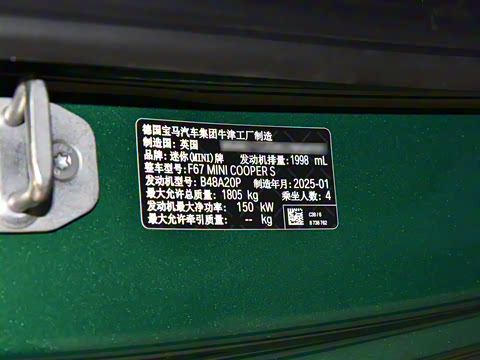 德国宝马汽车集团牛津工厂制造
制造国: 英国
品牌: 迷你(MINI)牌 发动机排量: 1998 mL
整车型号: F67 MINI COOPER S
发动机型号: B48A20P 制造年月: 2025-01
最大允许总质量: 1805 kg 乘坐人数: 4
发动机最大净功率: 150 kW
最大允许牵引质量: -- kg